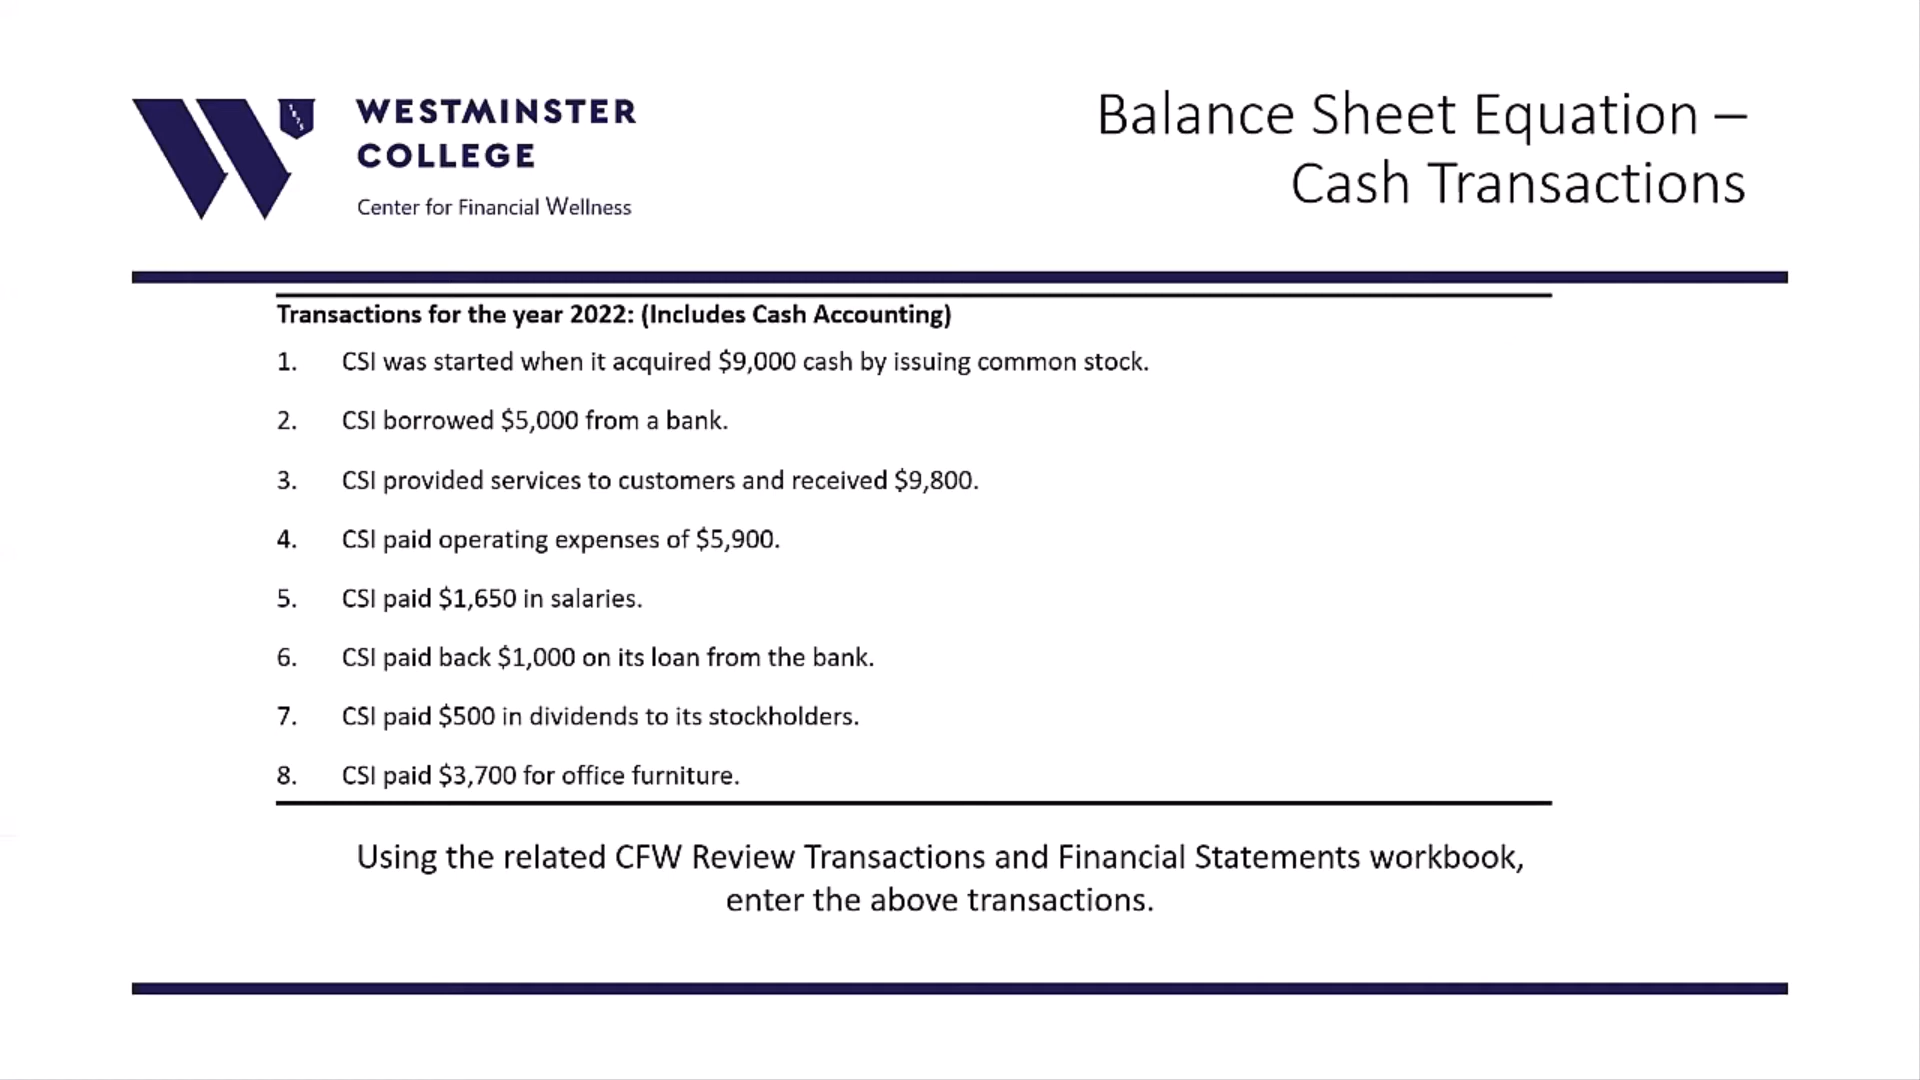 WESTMINSTER
COLLEGE
Center for Financial Wellness
1875
Balance Sheet Equation –
Cash Transactions
Transactions for the year 2022: (Includes Cash Accounting)
1. CSI was started when it acquired $9,000 cash by issuing common stock.
2. CSI borrowed $5,000 from a bank.
3. CSI provided services to customers and received $9,800.
4. CSI paid operating expenses of $5,900.
5. CSI paid $1,650 in salaries.
6. CSI paid back $1,000 on its loan from the bank.
7. CSI paid $500 in dividends to its stockholders.
8. CSI paid $3,700 for office furniture.
Using the related CFW Review Transactions and Financial Statements workbook,
enter the above transactions.